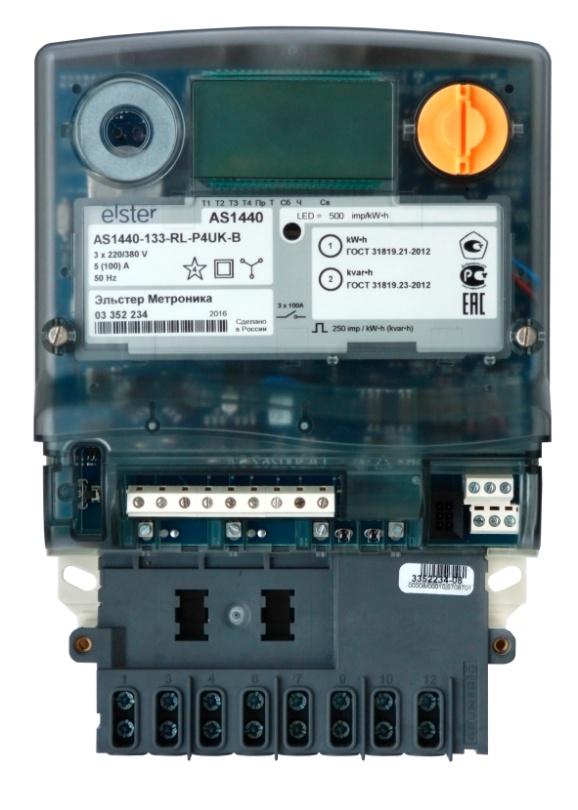 T1 T2 T3 T4 Пр T Сб Ч Св
elster AS1440
LED = 500 imp/kW•h
AS1440-133-RL-P4UK-B
3 x 220/380 V
5 (100) A
50 Hz
4
1 kW•h
ГОСТ 31819.21-2012
2 kvar•h
ГОСТ 31819.23-2012
Эльстер Метроника
03 352 234
2016
Сделано
в России
3 x 100A
250 imp / kW•h (kvar•h)
ЕАС
3352234-08
1 3 4 6 7 9 10 12